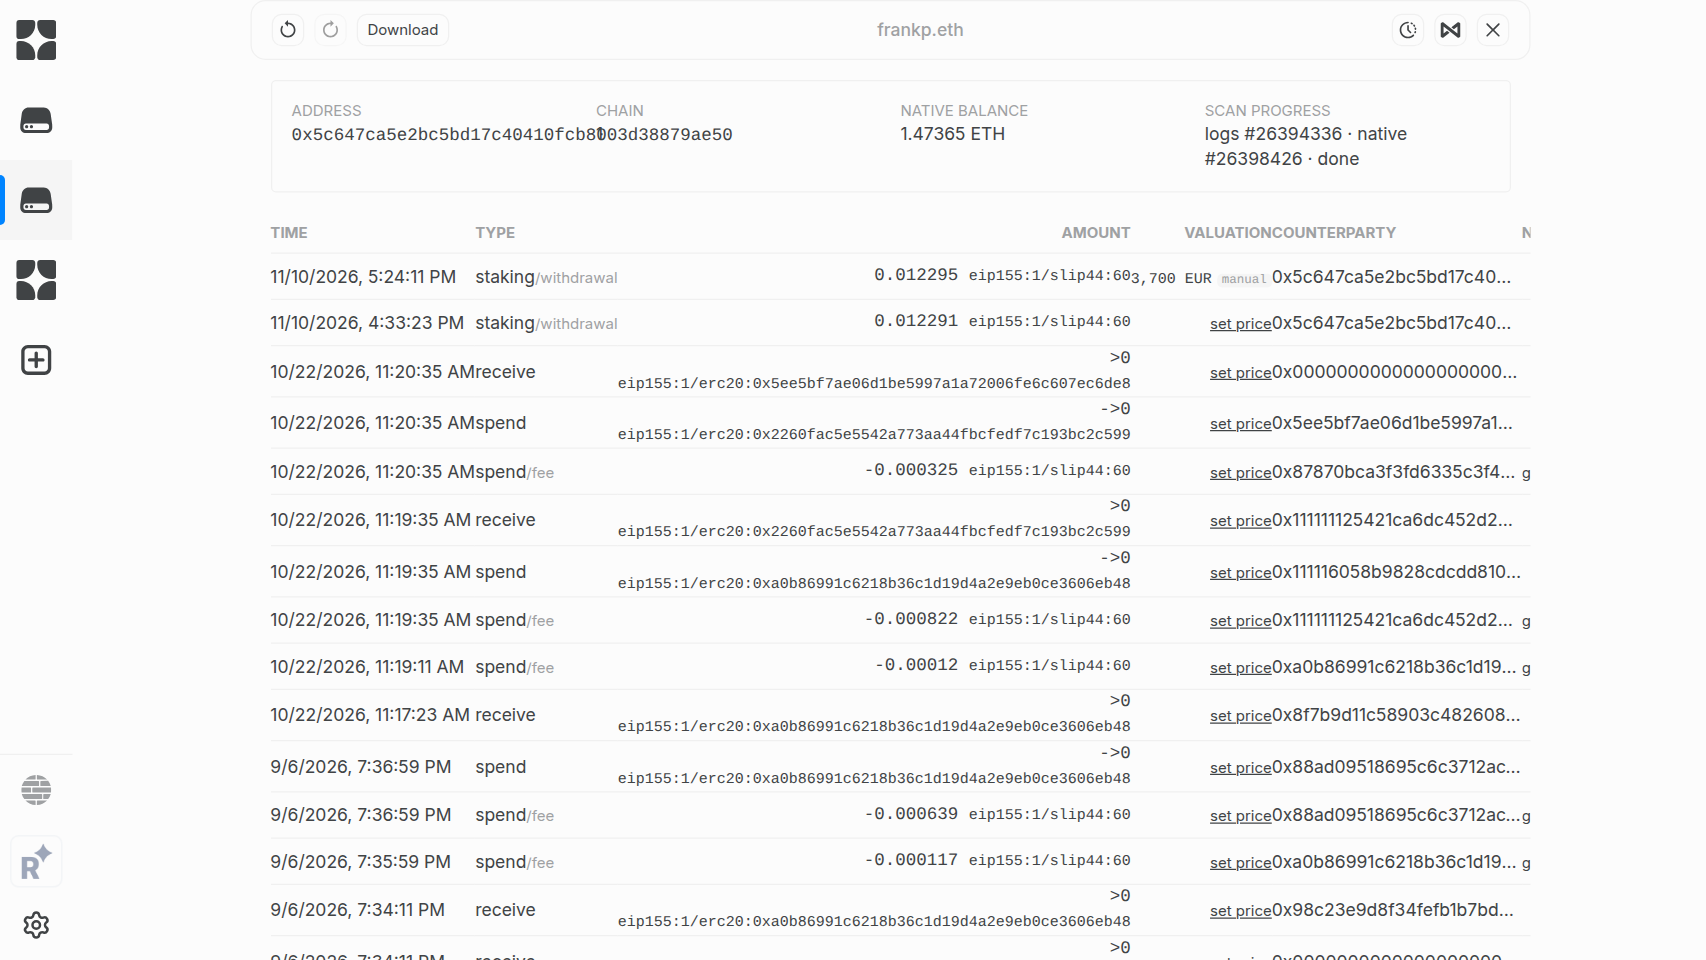 Download
frankp.eth
ADDRESS CHAIN NATIVE BALANCE SCAN PROGRESS
1.47365 ETH logs #26394336 · native
#26398426 · done
TIME TYPE AMOUNT VALUATION COUNTERPARTY
11/10/2026, 5:24:11 PM staking/withdrawal 0.012295 eip155:1/slip44:60 3,700 EUR manual 0x5c647ca5e2bc5bd17c40...
11/10/2026, 4:33:23 PM staking/withdrawal 0.012291 eip155:1/slip44:60 set price 0x5c647ca5e2bc5bd17c40...
>0
10/22/2026, 11:20:35 AM receive eip155:1/erc20:0x5ee5bf7ae06d1be5997a1a72006fe6c607ec6de8 set price 0x0000000000000000000...
->0
10/22/2026, 11:20:35 AM spend eip155:1/erc20:0x2260fac5e5542a773aa44fbcfedf7c193bc2c599 set price 0x5ee5bf7ae06d1be5997a1...
10/22/2026, 11:20:35 AM spend/fee -0.000325 eip155:1/slip44:60 set price 0x87870bca3f3fd6335c3f4... g
>0
10/22/2026, 11:19:35 AM receive eip155:1/erc20:0x2260fac5e5542a773aa44fbcfedf7c193bc2c599 set price 0x111111125421ca6dc452d2...
->0
10/22/2026, 11:19:35 AM spend eip155:1/erc20:0xa0b86991c6218b36c1d19d4a2e9eb0ce3606eb48 set price 0x111116058b9828cdcdd810...
10/22/2026, 11:19:35 AM spend/fee -0.000822 eip155:1/slip44:60 set price 0x111111125421ca6dc452d2... g
10/22/2026, 11:19:11 AM spend/fee -0.00012 eip155:1/slip44:60 set price 0xa0b86991c6218b36c1d19... g
>0
10/22/2026, 11:17:23 AM receive eip155:1/erc20:0xa0b86991c6218b36c1d19d4a2e9eb0ce3606eb48 set price 0x8f7b9d11c58903c482608...
->0
9/6/2026, 7:36:59 PM spend eip155:1/erc20:0xa0b86991c6218b36c1d19d4a2e9eb0ce3606eb48 set price 0x88ad09518695c6c3712ac...
9/6/2026, 7:36:59 PM spend/fee -0.000639 eip155:1/slip44:60 set price 0x88ad09518695c6c3712ac... g
9/6/2026, 7:35:59 PM spend/fee -0.000117 eip155:1/slip44:60 set price 0xa0b86991c6218b36c1d19... g
>0
9/6/2026, 7:34:11 PM receive eip155:1/erc20:0xa0b86991c6218b36c1d19d4a2e9eb0ce3606eb48 set price 0x98c23e9d8f34fefb1b7bd...
>0
R